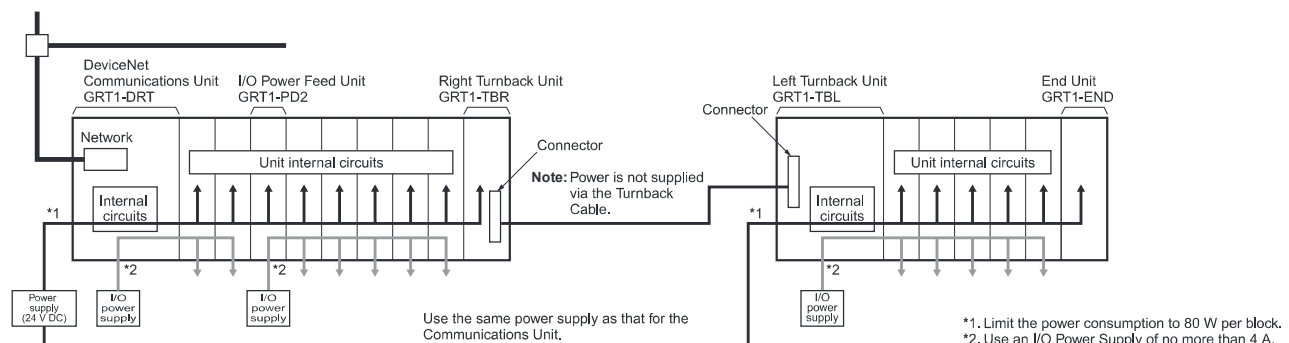 DeviceNet
Communications Unit
GRT1-DRT
I/O Power Feed Unit
GRT1-PD2
Right Turnback Unit
GRT1-TBR
Left Turnback Unit
GRT1-TBL
End Unit
GRT1-END
Connector
Network
Unit internal circuits
Connector
Unit internal circuits
Note: Power is not supplied
via the Turnback
Cable.
Internal
circuits
Internal
circuits
*1
*1
*2
*2
*2
Power
supply
(24 V DC)
I/O
power
supply
I/O
power
supply
I/O
power
supply
Use the same power supply as that for the
Communications Unit.
*1. Limit the power consumption to 80 W per block.
*2. Use an I/O Power Supply of no more than 4 A.